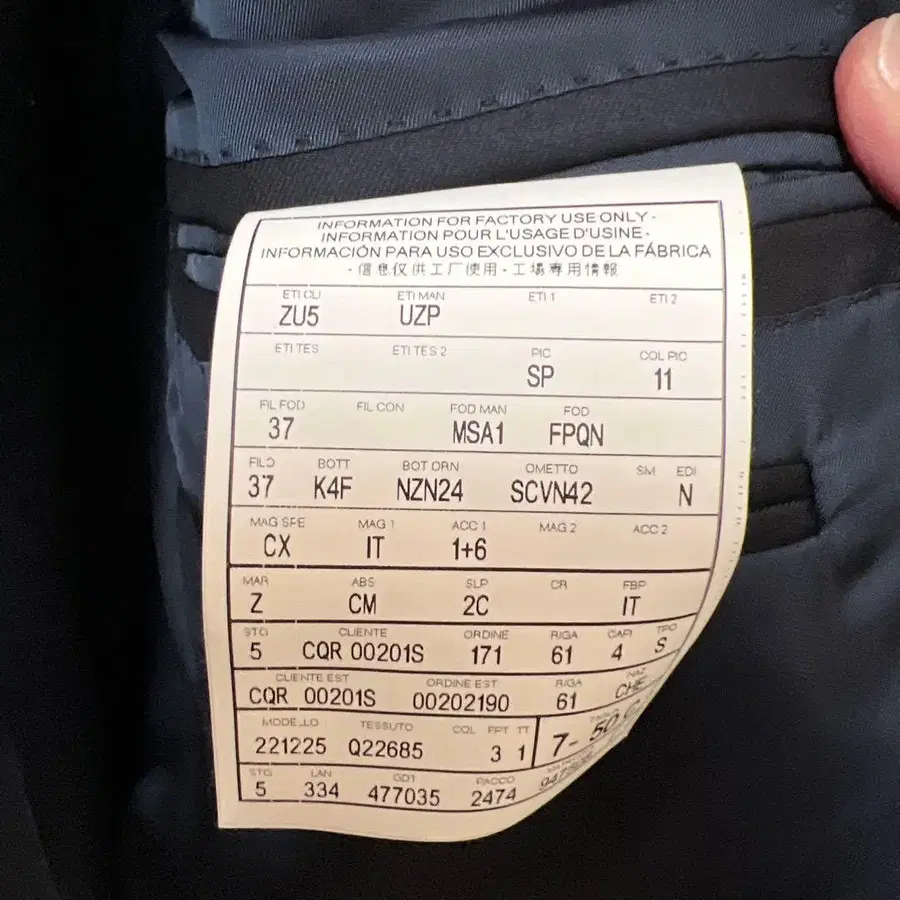 INFORMATION FOR FACTORY USE ONLY -
INFORMATION POUR L'USAGE D'USINE -
INFORMACIÓN PARA USO EXCLUSIVO DE LA FÁBRICA
- 信息仅供工厂使用 - 工場専用情報
ETI CLI ETI MAN ETI 1 ETI 2
ZU5 UZP
ETI TES ETI TES 2 PIC COL PIC
SP 11
FIL FOD FIL CON FOD MAN FOD
37 MSA1 FPQN
FILO BOTT BOT ORN OMETTO SM EDI
37 K4F NZN24 SCVN42 N
MAG SPE MAG 1 ACC 1 MAG 2 ACC 2
CX IT 1+6
MAR ABS SLP CR FBP
Z CM 2C IT
STG CLIENTE ORDINE RIGA CAPI TPO
5 CQR 00201S 171 61 4 S
CLIENTE EST ORDINE EST RIGA NAZ
CQR 00201S 00202190 61 CHE
MODELLO TESSUTO COL FPT TT
221225 Q22685 3 1 7- 50
STG LAN GDT PACCO
5 334 477035 2474